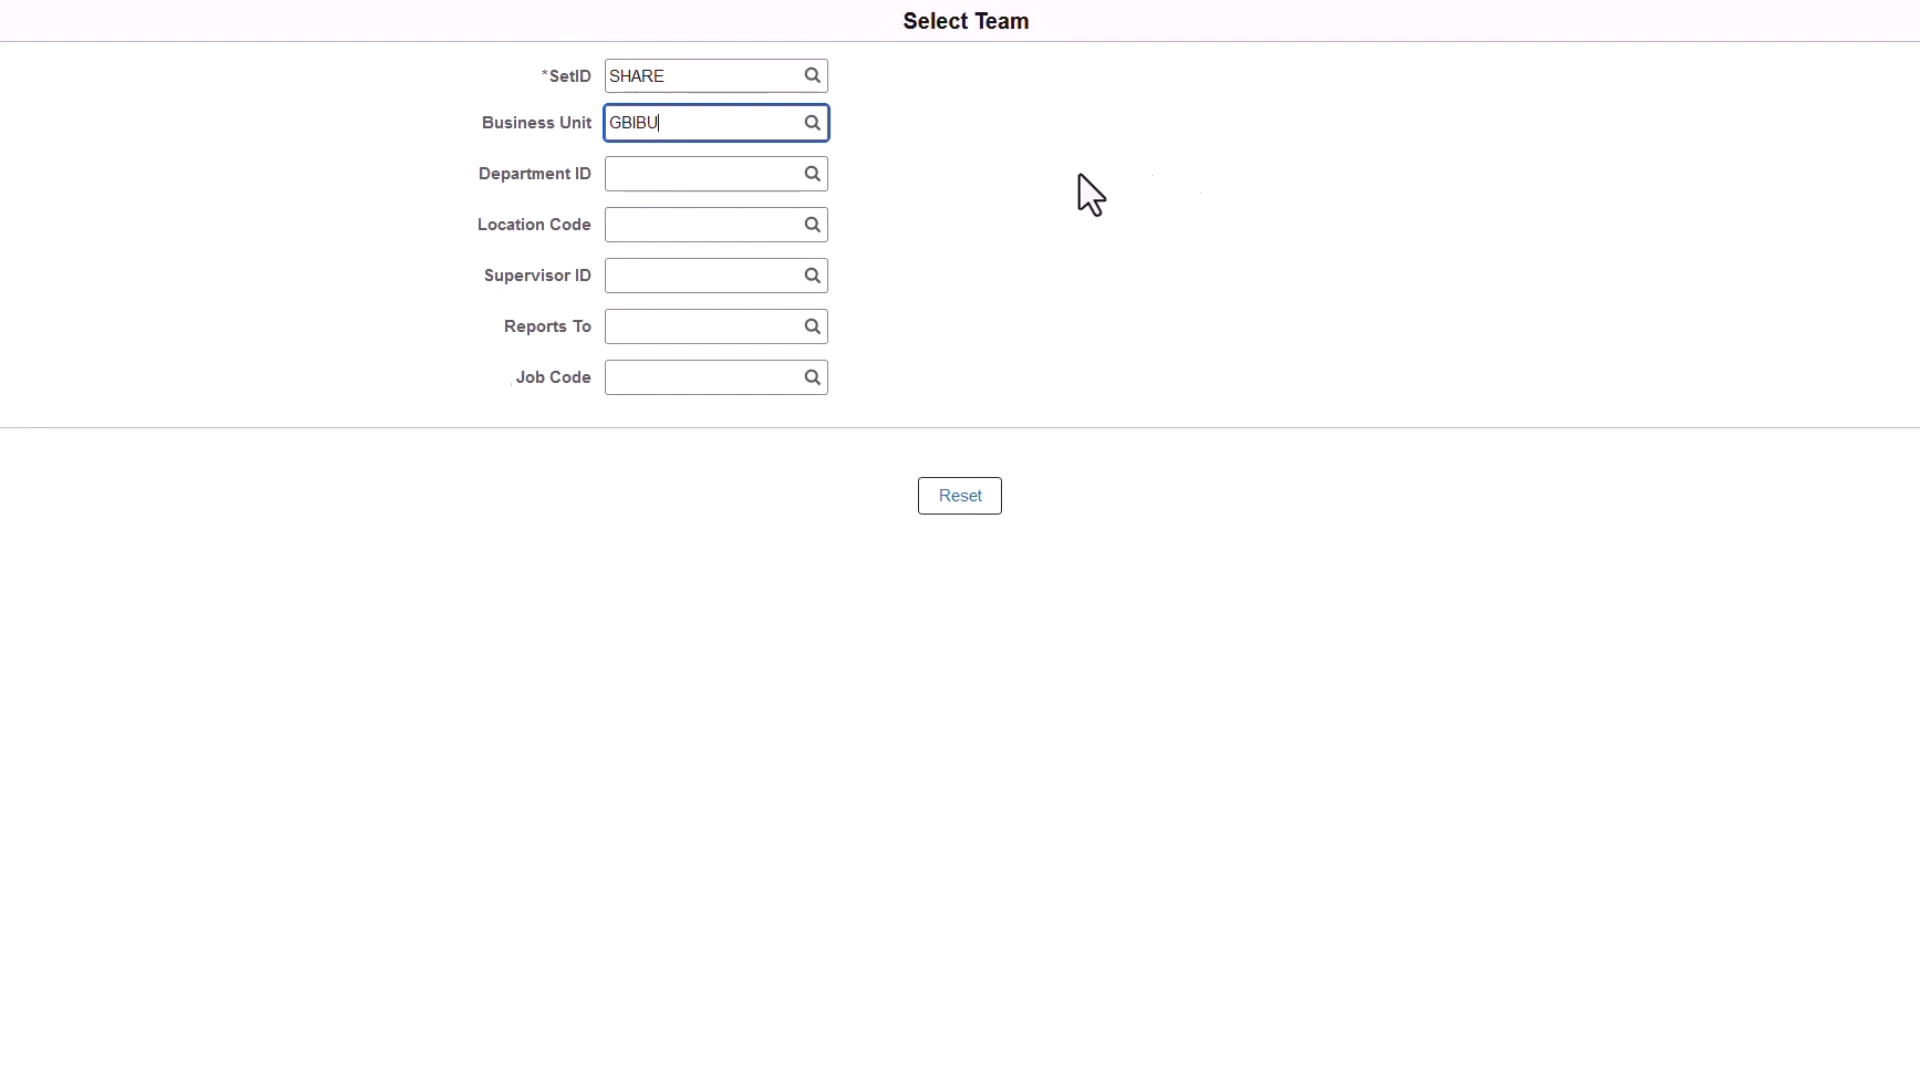 Select Team
*SetID SHARE
Business Unit GBIBU
Department ID
Location Code
Supervisor ID
Reports To
Job Code
Reset